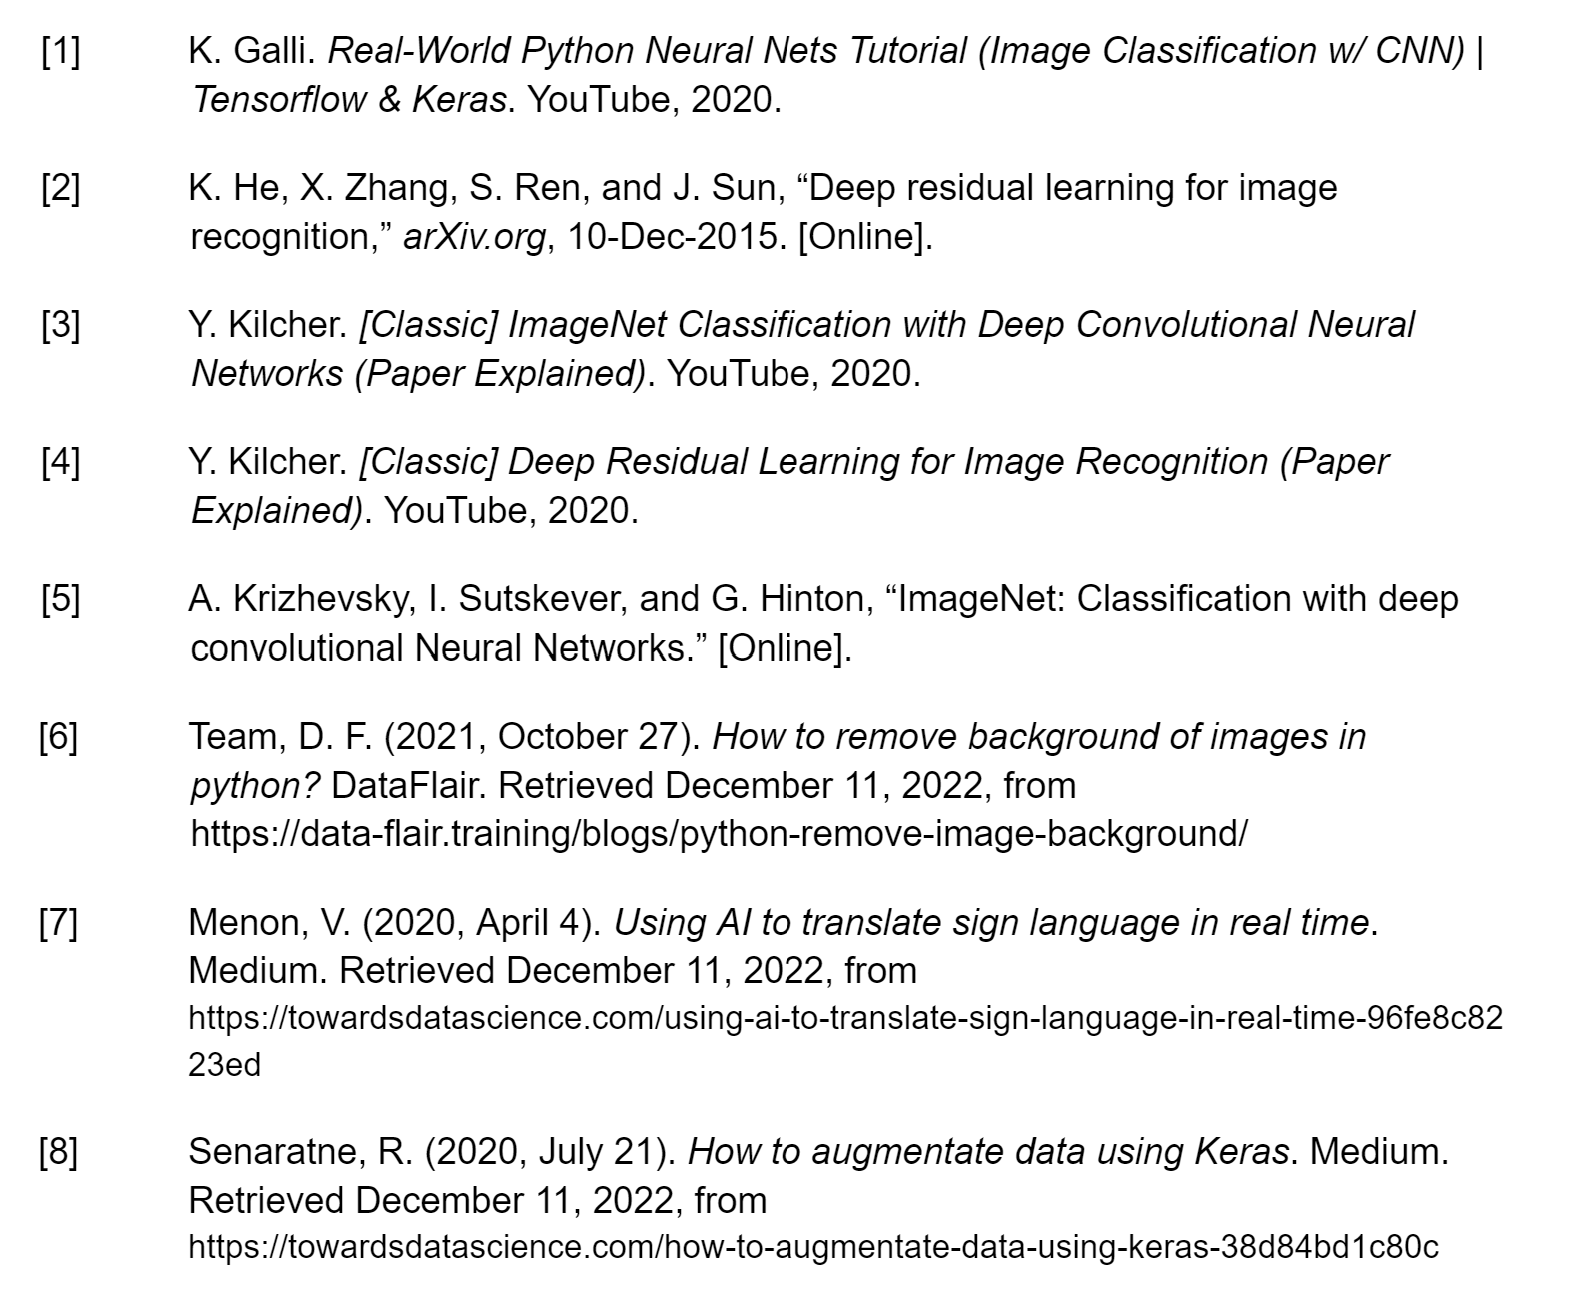 [1] K. Galli. Real-World Python Neural Nets Tutorial (Image Classification w/ CNN) |
Tensorflow & Keras. YouTube, 2020.
[2] K. He, X. Zhang, S. Ren, and J. Sun, “Deep residual learning for image
recognition,” arXiv.org, 10-Dec-2015. [Online].
[3] Y. Kilcher. [Classic] ImageNet Classification with Deep Convolutional Neural
Networks (Paper Explained). YouTube, 2020.
[4] Y. Kilcher. [Classic] Deep Residual Learning for Image Recognition (Paper
Explained). YouTube, 2020.
[5] A. Krizhevsky, I. Sutskever, and G. Hinton, “ImageNet: Classification with deep
convolutional Neural Networks.” [Online].
[6] Team, D. F. (2021, October 27). How to remove background of images in
python? DataFlair. Retrieved December 11, 2022, from
https://data-flair.training/blogs/python-remove-image-background/
[7] Menon, V. (2020, April 4). Using AI to translate sign language in real time.
Medium. Retrieved December 11, 2022, from
https://towardsdatascience.com/using-ai-to-translate-sign-language-in-real-time-96fe8c82
23ed
[8] Senaratne, R. (2020, July 21). How to augmentate data using Keras. Medium.
Retrieved December 11, 2022, from
https://towardsdatascience.com/how-to-augmentate-data-using-keras-38d84bd1c80c